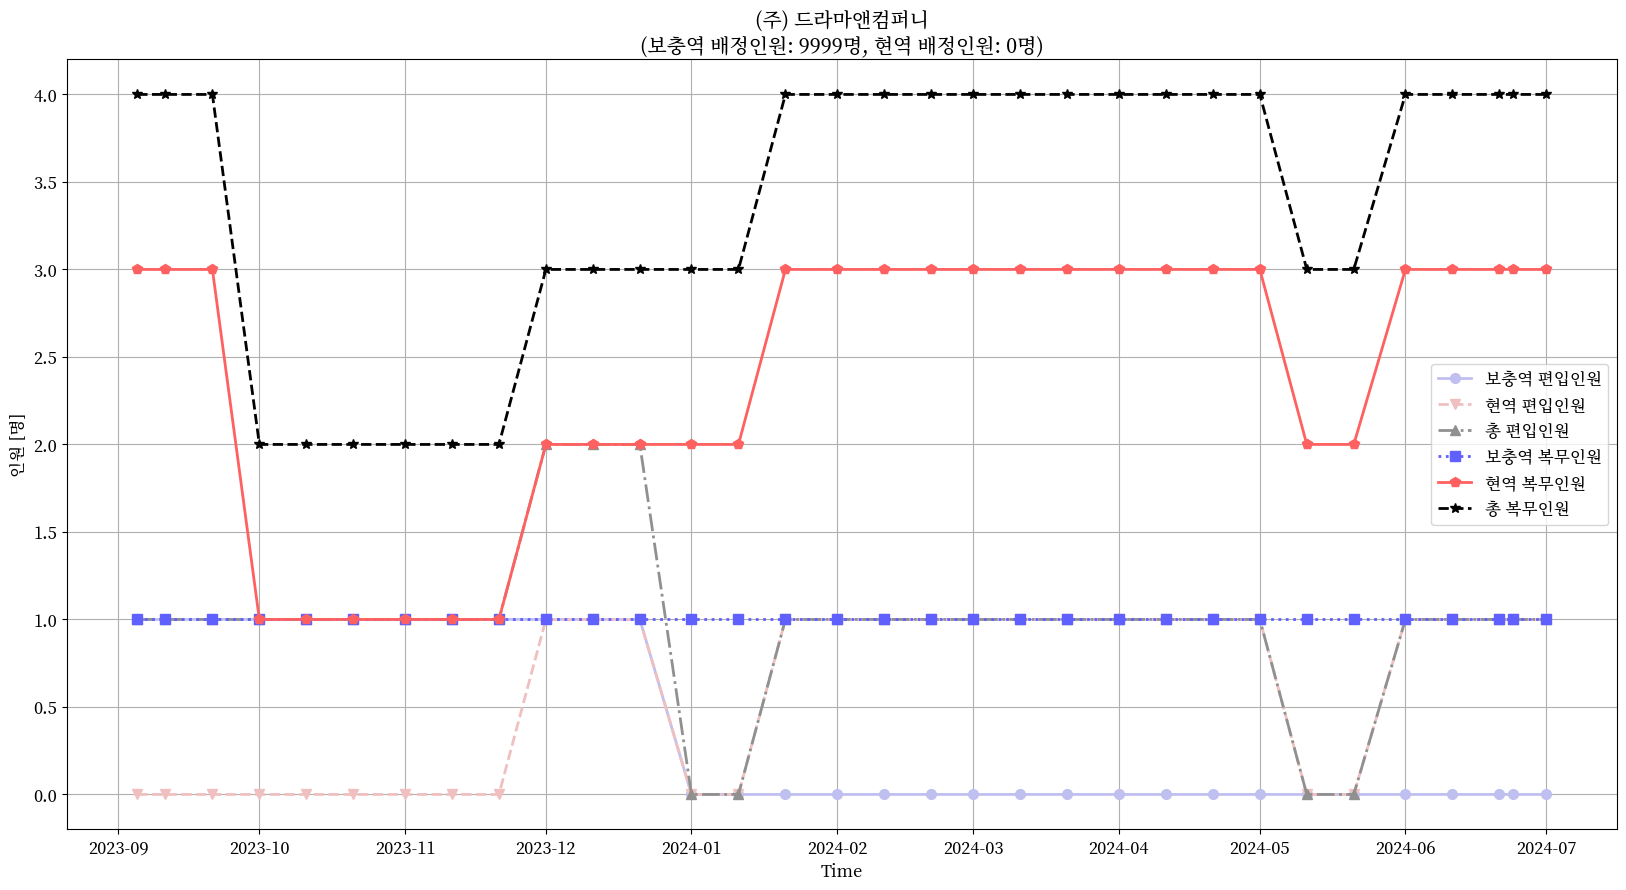 (주) 드라마앤컴퍼니
(보충역 배정인원: 9999명, 현역 배정인원: 0명)
인원 [명]
4.0
3.5
3.0
2.5
2.0
1.5
1.0
0.5
0.0
보충역 편입인원
현역 편입인원
총 편입인원
보충역 복무인원
현역 복무인원
총 복무인원
2023-09 2023-10 2023-11 2023-12 2024-01 2024-02 2024-03 2024-04 2024-05 2024-06 2024-07
Time